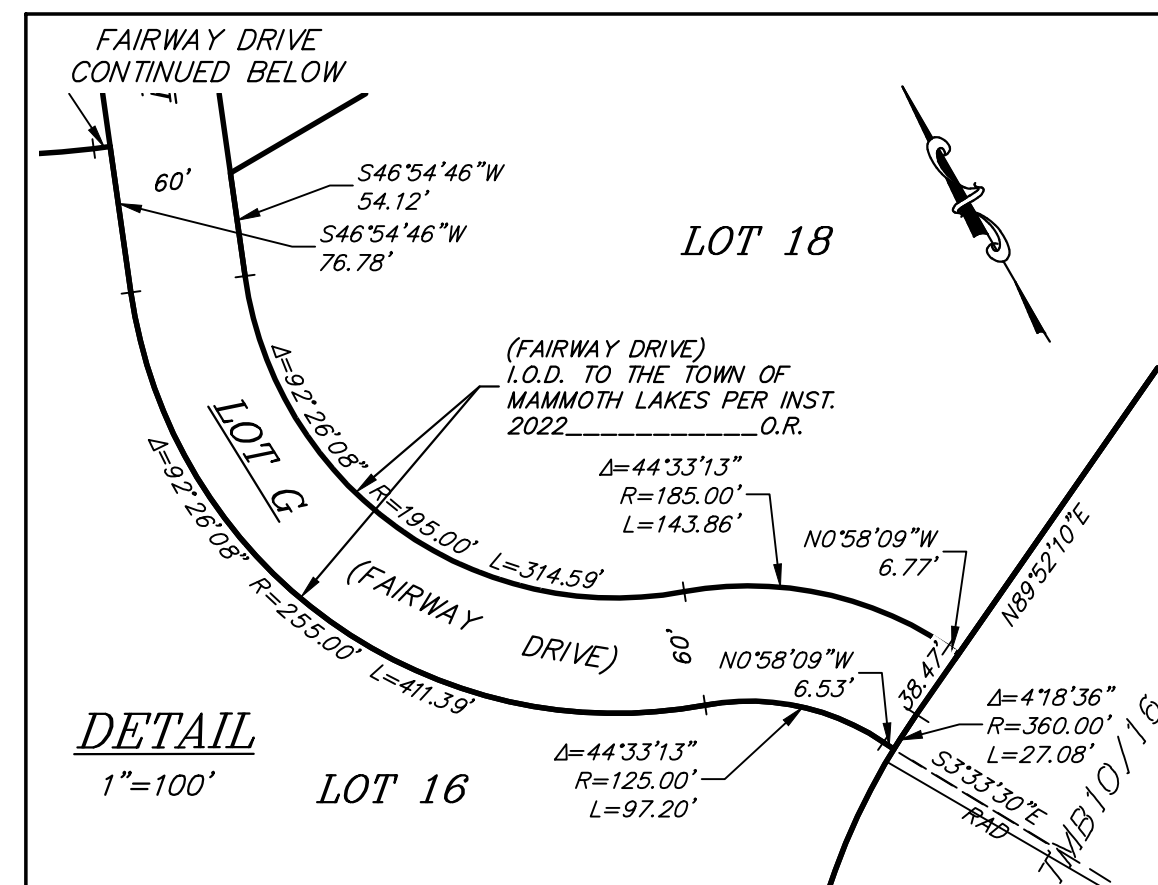 FAIRWAY DRIVE
CONTINUED BELOW
60'
S46°54'46"W
54.12'
S46°54'46"W
76.78'
LOT 18
(FAIRWAY DRIVE)
I.O.D. TO THE TOWN OF
MAMMOTH LAKES PER INST.
2022____________O.R.
Δ=92°26'08" R=195.00' L=314.59'
LOT G
Δ=92°26'08" R=255.00' L=411.39'
(FAIRWAY DRIVE)
60'
Δ=44°33'13"
R=185.00'
L=143.86'
N0°58'09"W
6.77'
N89°52'10"E
N0°58'09"W
6.53'
38.47'
Δ=4°18'36"
R=360.00'
L=27.08'
S3°33'30"E
RAD
TMB10/16
Δ=44°33'13"
R=125.00'
L=97.20'
DETAIL
1"=100'
LOT 16